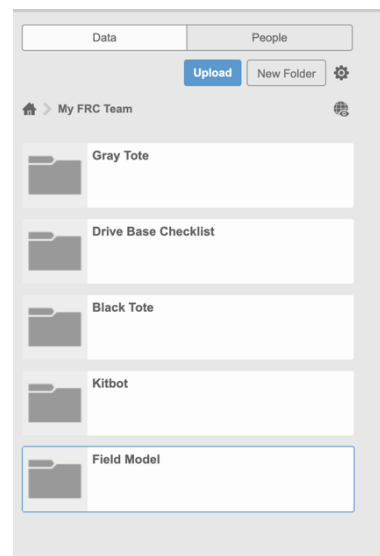 Data People
Upload New Folder
My FRC Team
Gray Tote
Drive Base Checklist
Black Tote
Kitbot
Field Model